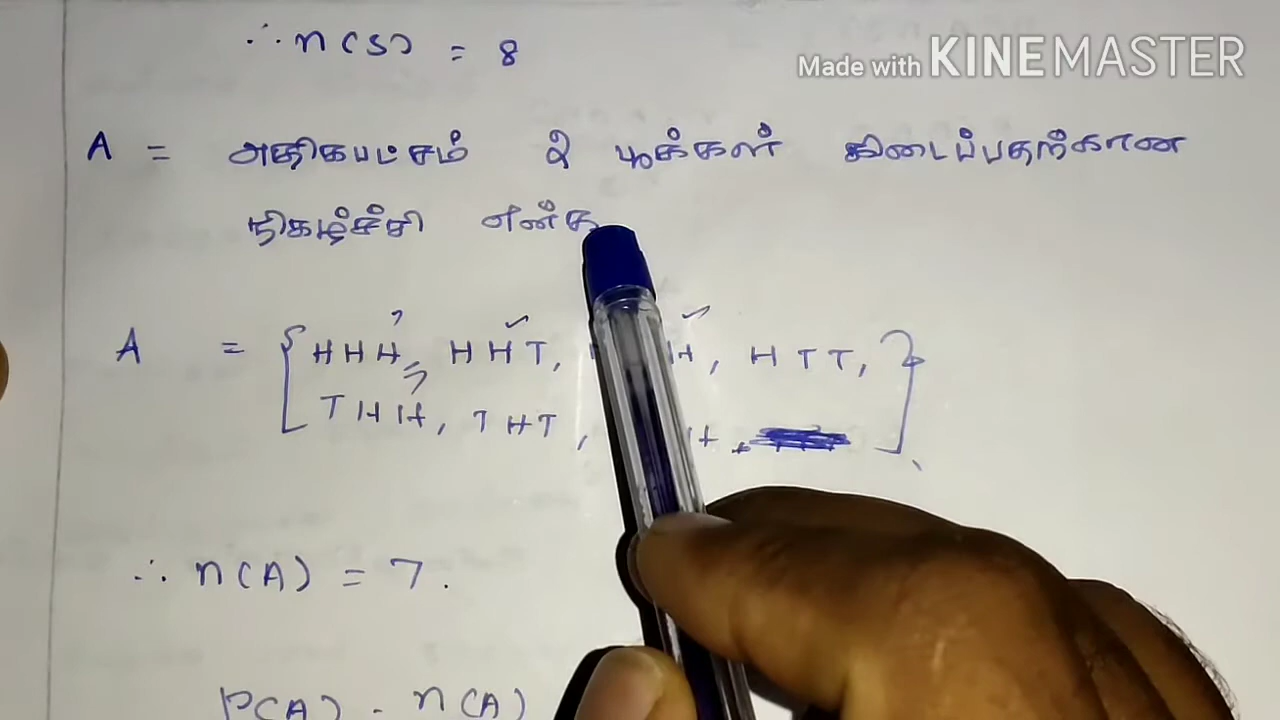 ∴ n(S) = 8
Made with KINEMASTER
A = அதிகபட்சம் 2 பூக்கள் கிடைப்பதற்கான
நிகழ்ச்சி என்க
A = { HHH, HHT, H, HTT, }
THH, THT,
∴ n(A) = 7.
P(A) = n(A)